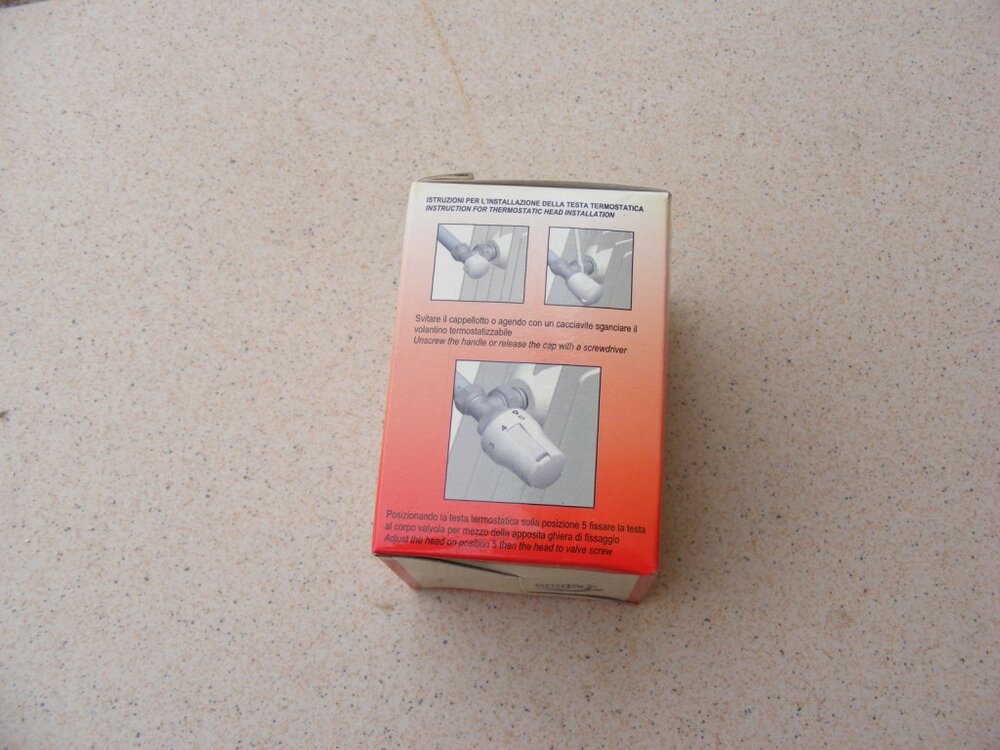 ISTRUZIONI PER L'INSTALLAZIONE DELLA TESTA TERMOSTATICA
INSTRUCTION FOR THERMOSTATIC HEAD INSTALLATION
Svitare il cappellotto o agendo con un cacciavite sganciare il
volantino termostatizzabile
Unscrew the handle or release the cap with a screwdriver
4
3
Posizionando la testa termostatica sulla posizione 5 fissare la testa
al corpo valvola per mezzo della apposita ghiera di fissaggio
Adjust the head on position 5 then the head to valve screw